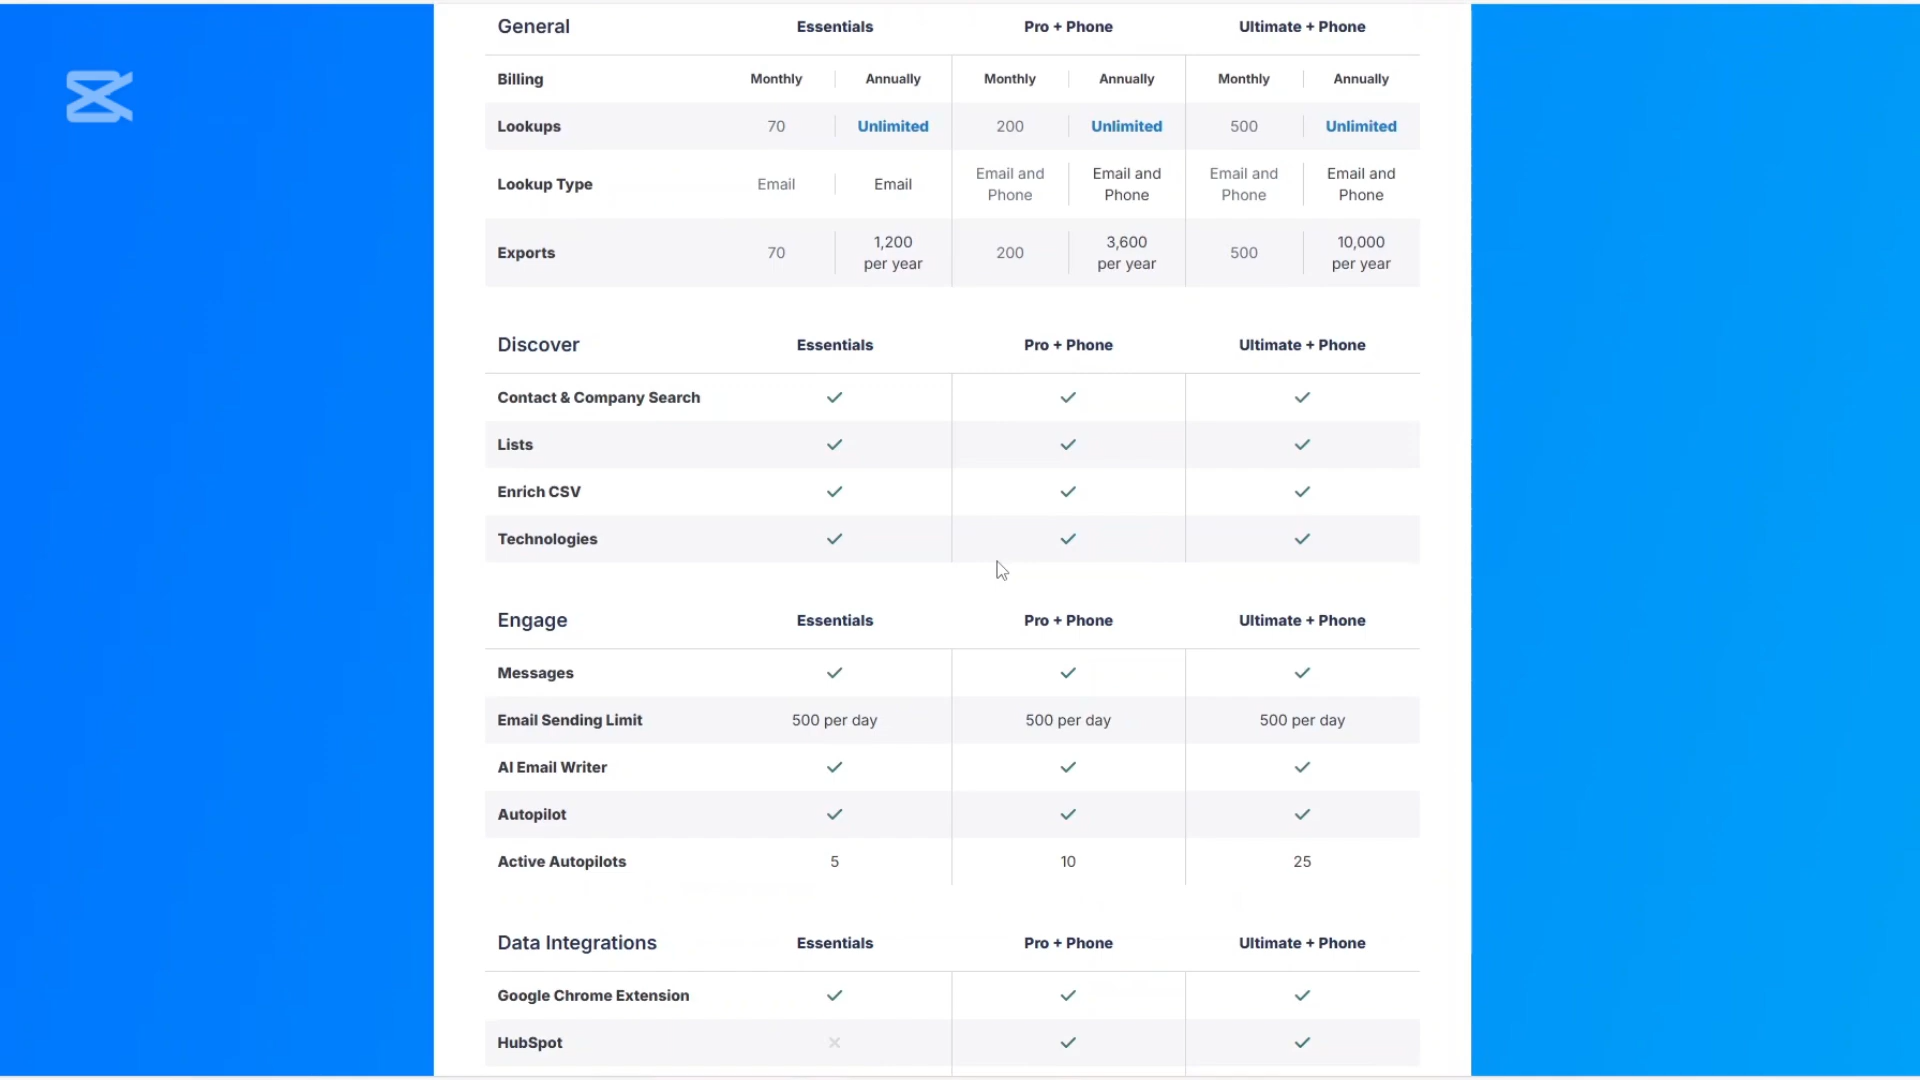 General Essentials Pro + Phone Ultimate + Phone
Billing Monthly Annually Monthly Annually Monthly Annually
Lookups 70 Unlimited 200 Unlimited 500 Unlimited
Lookup Type Email Email Email and Phone Email and Phone Email and Phone Email and Phone
Exports 70 1,200 per year 200 3,600 per year 500 10,000 per year
Discover Essentials Pro + Phone Ultimate + Phone
Contact & Company Search
Lists
Enrich CSV
Technologies
Engage Essentials Pro + Phone Ultimate + Phone
Messages
Email Sending Limit 500 per day 500 per day 500 per day
AI Email Writer
Autopilot
Active Autopilots 5 10 25
Data Integrations Essentials Pro + Phone Ultimate + Phone
Google Chrome Extension
HubSpot